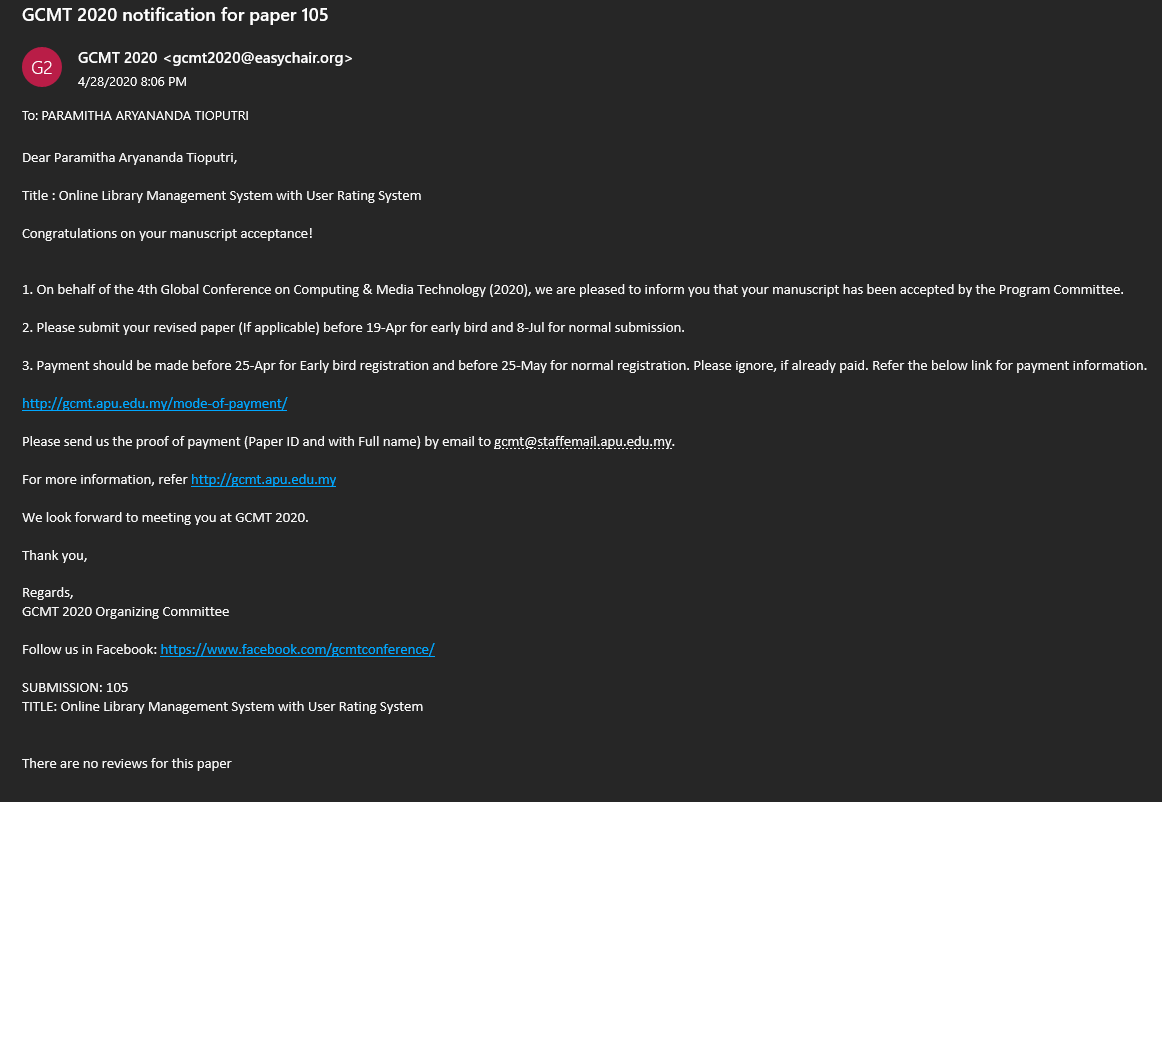 GCMT 2020 notification for paper 105
G2
GCMT 2020 <gcmt2020@easychair.org>
4/28/2020 8:06 PM
To: PARAMITHA ARYANANDA TIOPUTRI
Dear Paramitha Aryananda Tioputri,
Title : Online Library Management System with User Rating System
Congratulations on your manuscript acceptance!
1. On behalf of the 4th Global Conference on Computing & Media Technology (2020), we are pleased to inform you that your manuscript has been accepted by the Program Committee.
2. Please submit your revised paper (If applicable) before 19-Apr for early bird and 8-Jul for normal submission.
3. Payment should be made before 25-Apr for Early bird registration and before 25-May for normal registration. Please ignore, if already paid. Refer the below link for payment information.
http://gcmt.apu.edu.my/mode-of-payment/
Please send us the proof of payment (Paper ID and with Full name) by email to gcmt@staffemail.apu.edu.my.
For more information, refer http://gcmt.apu.edu.my
We look forward to meeting you at GCMT 2020.
Thank you,
Regards,
GCMT 2020 Organizing Committee
Follow us in Facebook: https://www.facebook.com/gcmtconference/
SUBMISSION: 105
TITLE: Online Library Management System with User Rating System
There are no reviews for this paper